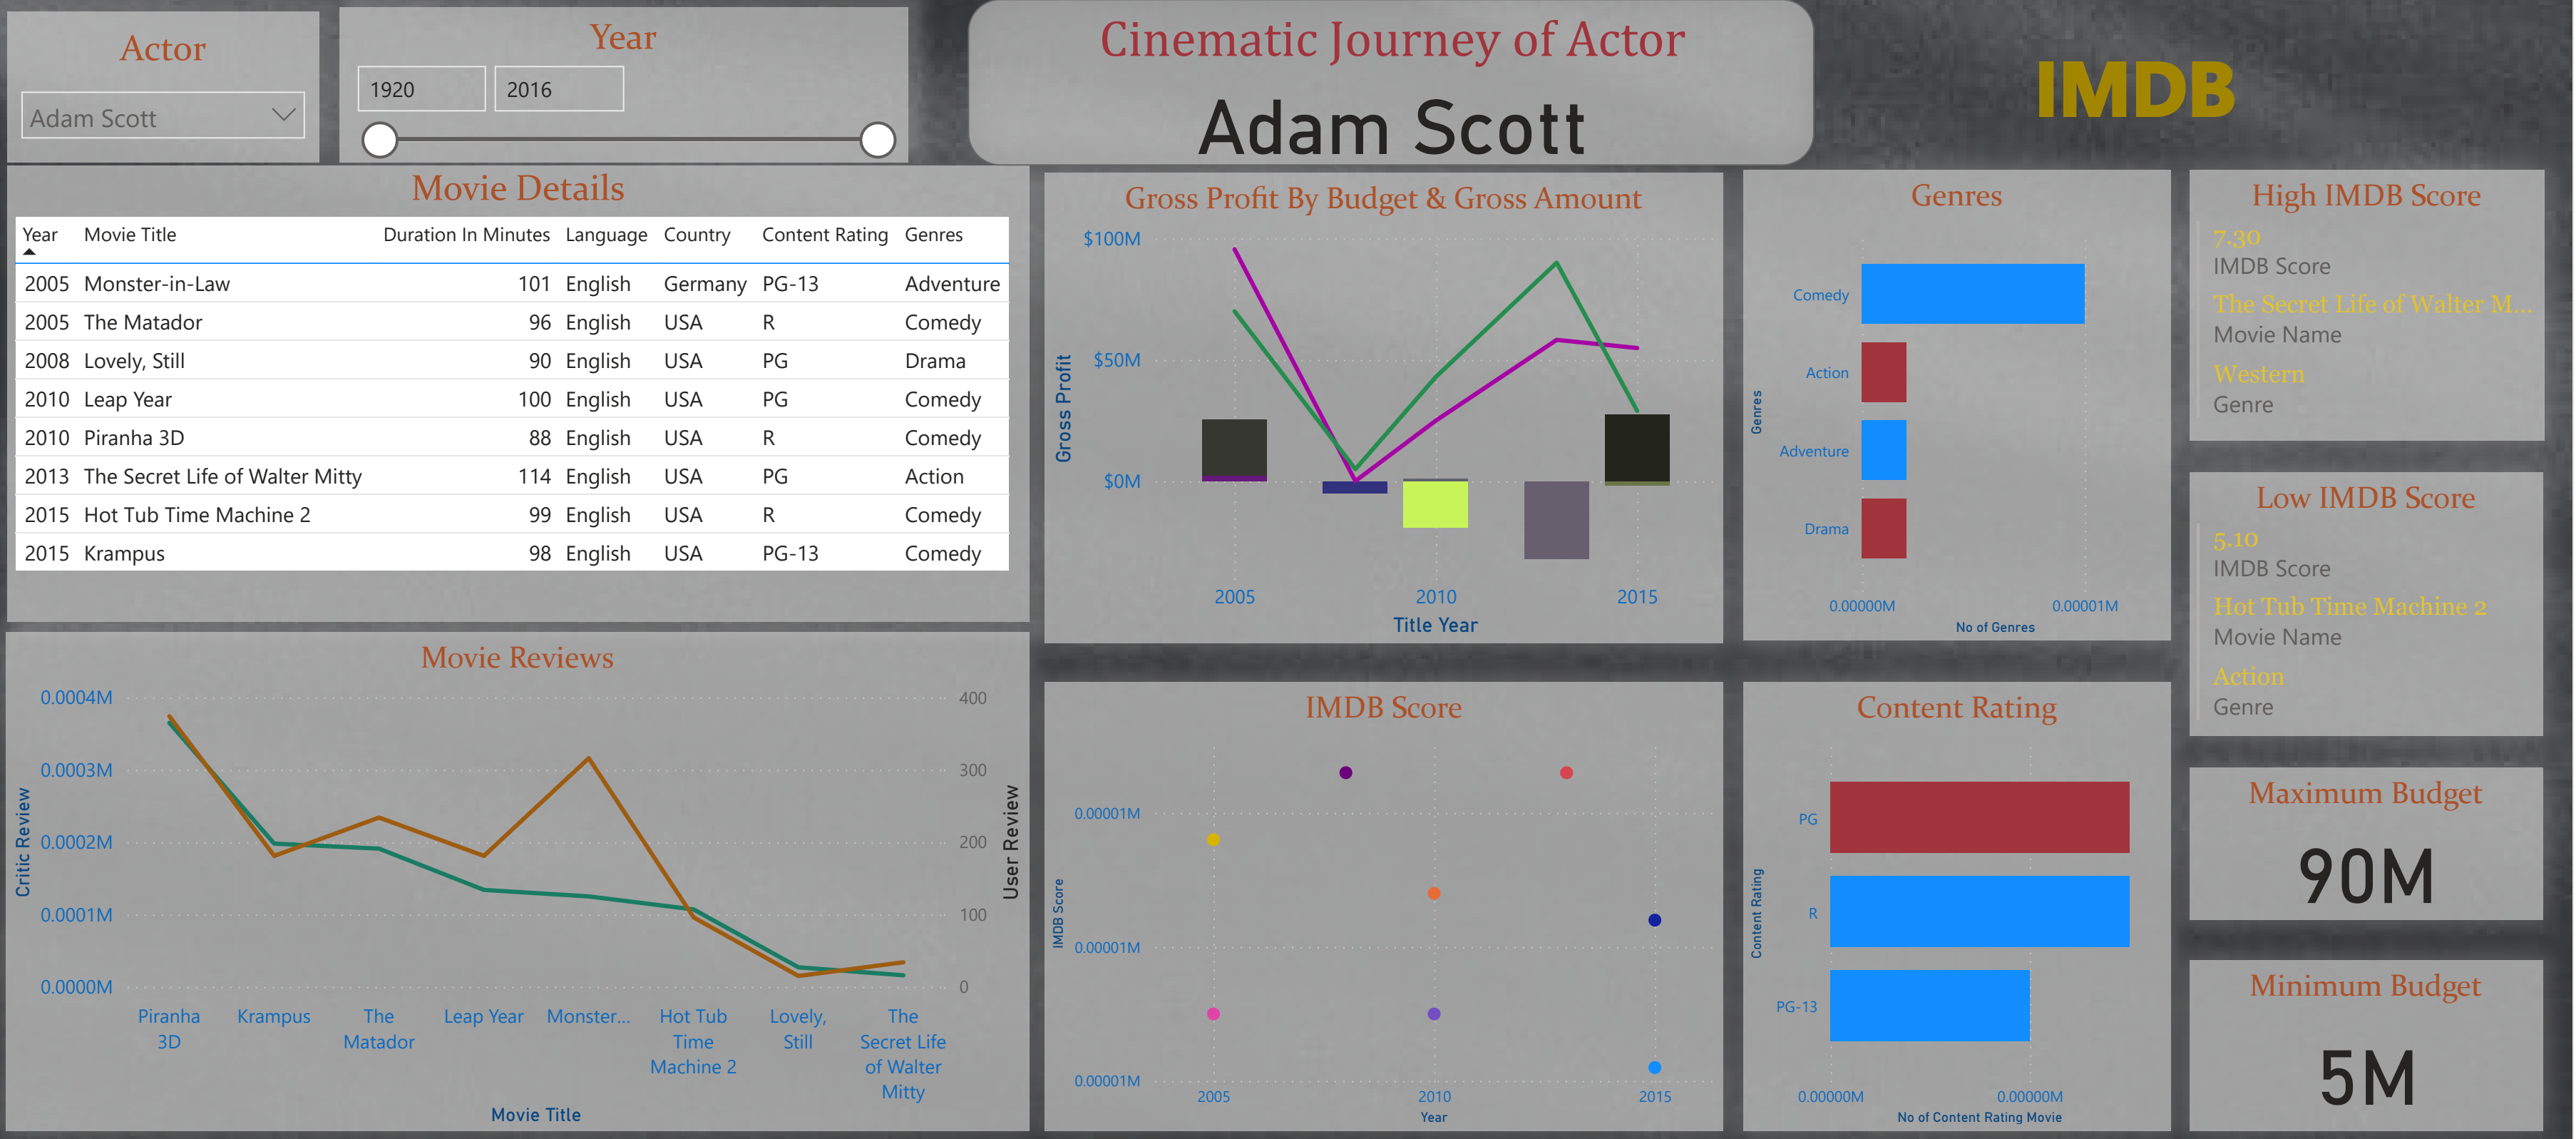 Actor
Adam Scott
Year
1920 2016
Cinematic Journey of Actor
Adam Scott
IMDB
Movie Details
Year Movie Title Duration In Minutes Language Country Content Rating Genres
2005 Monster-in-Law 101 English Germany PG-13 Adventure
2005 The Matador 96 English USA R Comedy
2008 Lovely, Still 90 English USA PG Drama
2010 Leap Year 100 English USA PG Comedy
2010 Piranha 3D 88 English USA R Comedy
2013 The Secret Life of Walter Mitty 114 English USA PG Action
2015 Hot Tub Time Machine 2 99 English USA R Comedy
2015 Krampus 98 English USA PG-13 Comedy
Gross Profit By Budget & Gross Amount
Gross Profit
$100M
$50M
$0M
2005 2010 2015
Title Year
Genres
Genres
Comedy
Action
Adventure
Drama
0.00000M 0.00001M
No of Genres
High IMDB Score
7.30
IMDB Score
The Secret Life of Walter M...
Movie Name
Western
Genre
Low IMDB Score
5.10
IMDB Score
Hot Tub Time Machine 2
Movie Name
Action
Genre
Movie Reviews
Critic Review
0.0004M
0.0003M
0.0002M
0.0001M
0.0000M
400
300
200
100
0
User Review
Piranha
3D
Krampus
The
Matador
Leap Year
Monster...
Hot Tub
Time
Machine 2
Lovely,
Still
The
Secret Life
of Walter
Mitty
Movie Title
IMDB Score
IMDB Score
0.00001M
0.00001M
0.00001M
2005 2010 2015
Year
Content Rating
Content Rating
PG
R
PG-13
0.00000M 0.00000M
No of Content Rating Movie
Maximum Budget
90M
Minimum Budget
5M